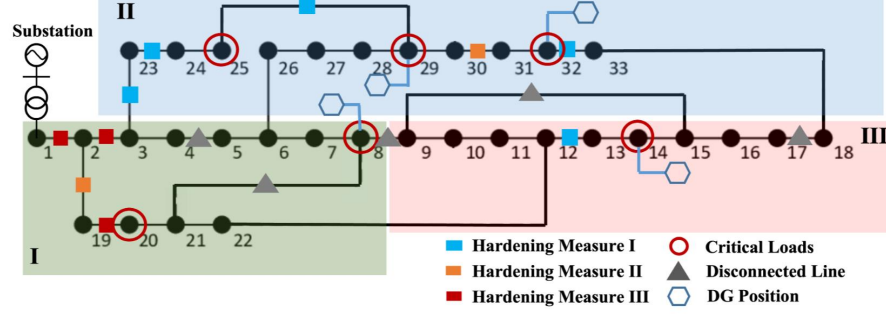 II
Substation
23 24 25 26 27 28 29 30 31 32 33
III
1 2 3 4 5 6 7 8 9 10 11 12 13 14 15 16 17 18
19 20 21 22
I
Hardening Measure I
Critical Loads
Hardening Measure II
Disconnected Line
Hardening Measure III
DG Position